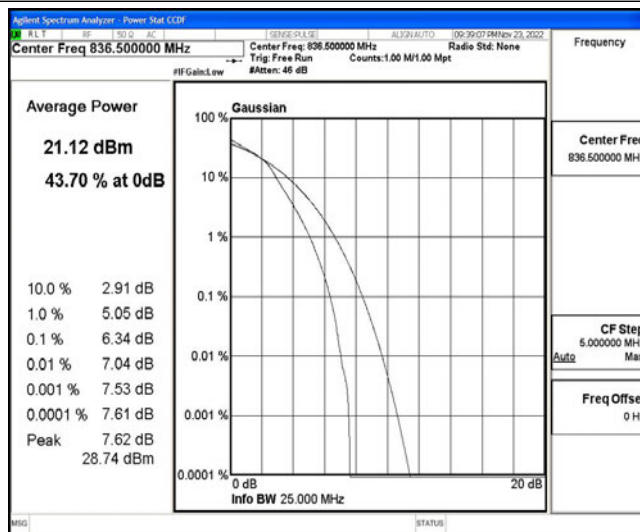 Agilent Spectrum Analyzer - Power Stat CCDF
RLT RF 50 Ω AC SENSE:PULSE ALIGN AUTO 09:39:07 PM Nov 23, 2022
Center Freq 836.500000 MHz
Center Freq: 836.500000 MHz Radio Std: None
Trig: Free Run Counts:1.00 M/1.00 Mpt
#IFGain:Low #Atten: 46 dB
Frequency
Average Power
21.12 dBm
43.70 % at 0dB
10.0 % 2.91 dB
1.0 % 5.05 dB
0.1 % 6.34 dB
0.01 % 7.04 dB
0.001 % 7.53 dB
0.0001 % 7.61 dB
Peak 7.62 dB
28.74 dBm
Gaussian
100 %
10 %
1 %
0.1 %
0.01 %
0.001 %
0.0001 %
0 dB 20 dB
Info BW 25.000 MHz
Center Fre
836.500000 MH
CF Step
5.000000 MH
Auto Ma
Freq Offse
0 H
MSG STATUS